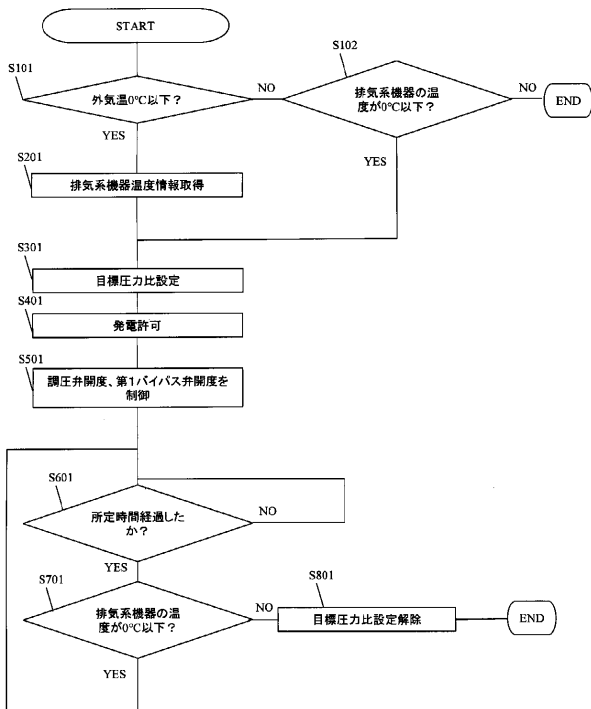 START
S101
外気温0℃以下？
NO
YES
S102
排気系機器の温
度が0℃以下？
NO
END
YES
S201
排気系機器温度情報取得
S301
目標圧力比設定
S401
発電許可
S501
調圧弁開度、第1バイパス弁開度を
制御
S601
所定時間経過した
か？
NO
YES
S701
排気系機器の温
度が0℃以下？
NO
YES
S801
目標圧力比設定解除
END